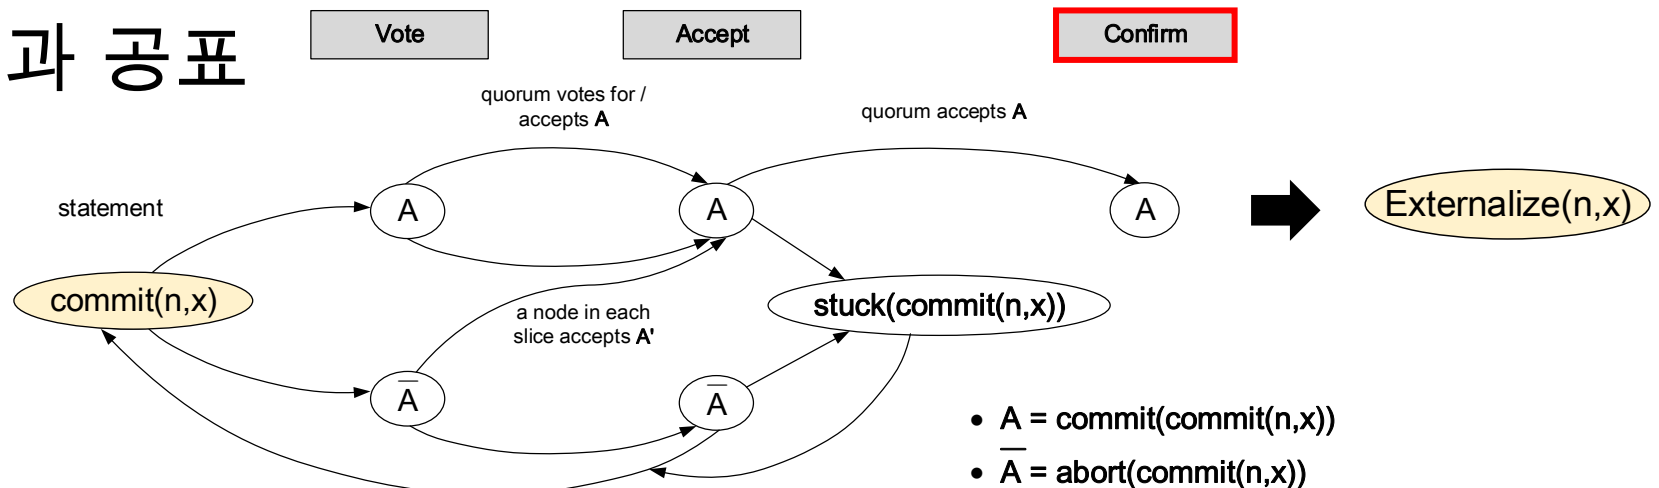 과 공표
Vote
Accept
Confirm
quorum votes for /
accepts A
quorum accepts A
statement
A
A
A
Externalize(n,x)
commit(n,x)
a node in each
slice accepts A'
stuck(commit(n,x))
A̅
A̅
• A = commit(commit(n,x))
• A̅ = abort(commit(n,x))